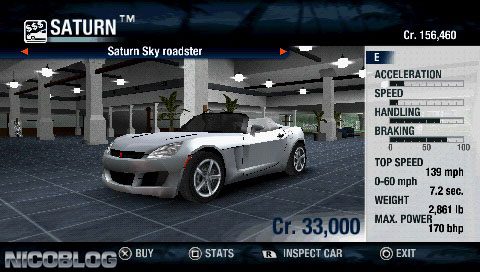 SATURN™
Cr. 156,460
Saturn Sky roadster
E
ACCELERATION
SPEED
HANDLING
BRAKING
0 50 100
TOP SPEED
139 mph
0-60 mph
7.2 sec.
WEIGHT
2,861 lb
MAX. POWER
170 bhp
Cr. 33,000
NICOBLOG
BUY
STATS
R INSPECT CAR
EXIT